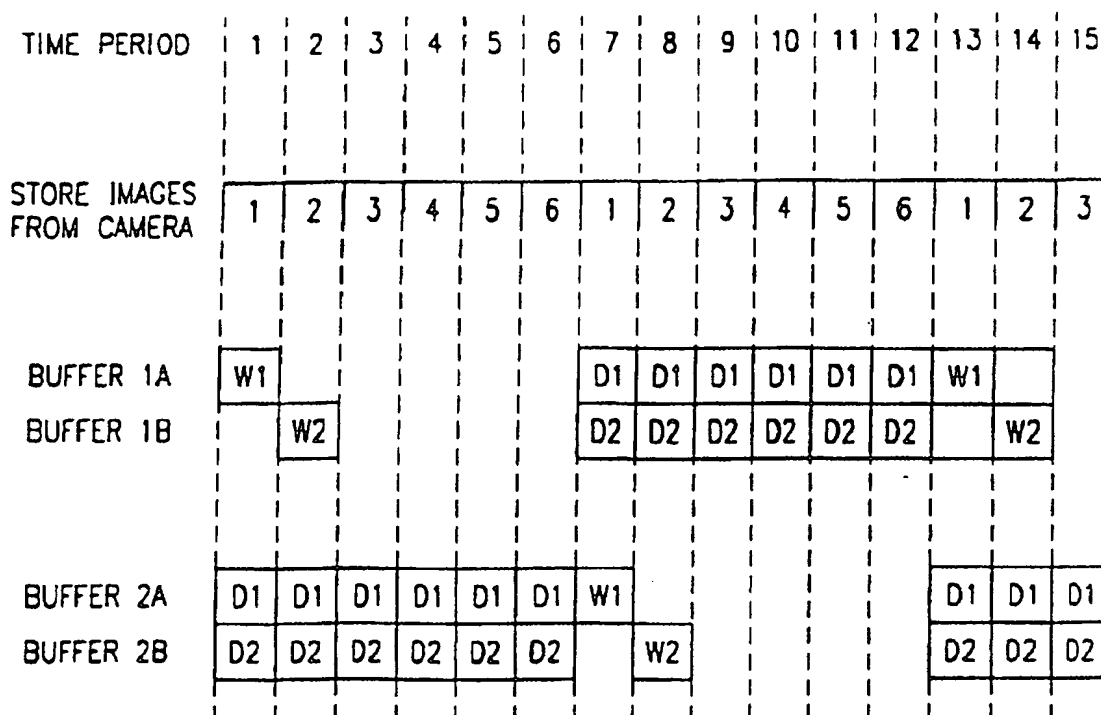 TIME PERIOD 1 2 3 4 5 6 7 8 9 10 11 12 13 14 15
STORE IMAGES
FROM CAMERA 1 2 3 4 5 6 1 2 3 4 5 6 1 2 3
BUFFER 1A W1 D1 D1 D1 D1 D1 D1 W1
BUFFER 1B W2 D2 D2 D2 D2 D2 D2 W2
BUFFER 2A D1 D1 D1 D1 D1 D1 W1 D1 D1 D1
BUFFER 2B D2 D2 D2 D2 D2 D2 W2 D2 D2 D2